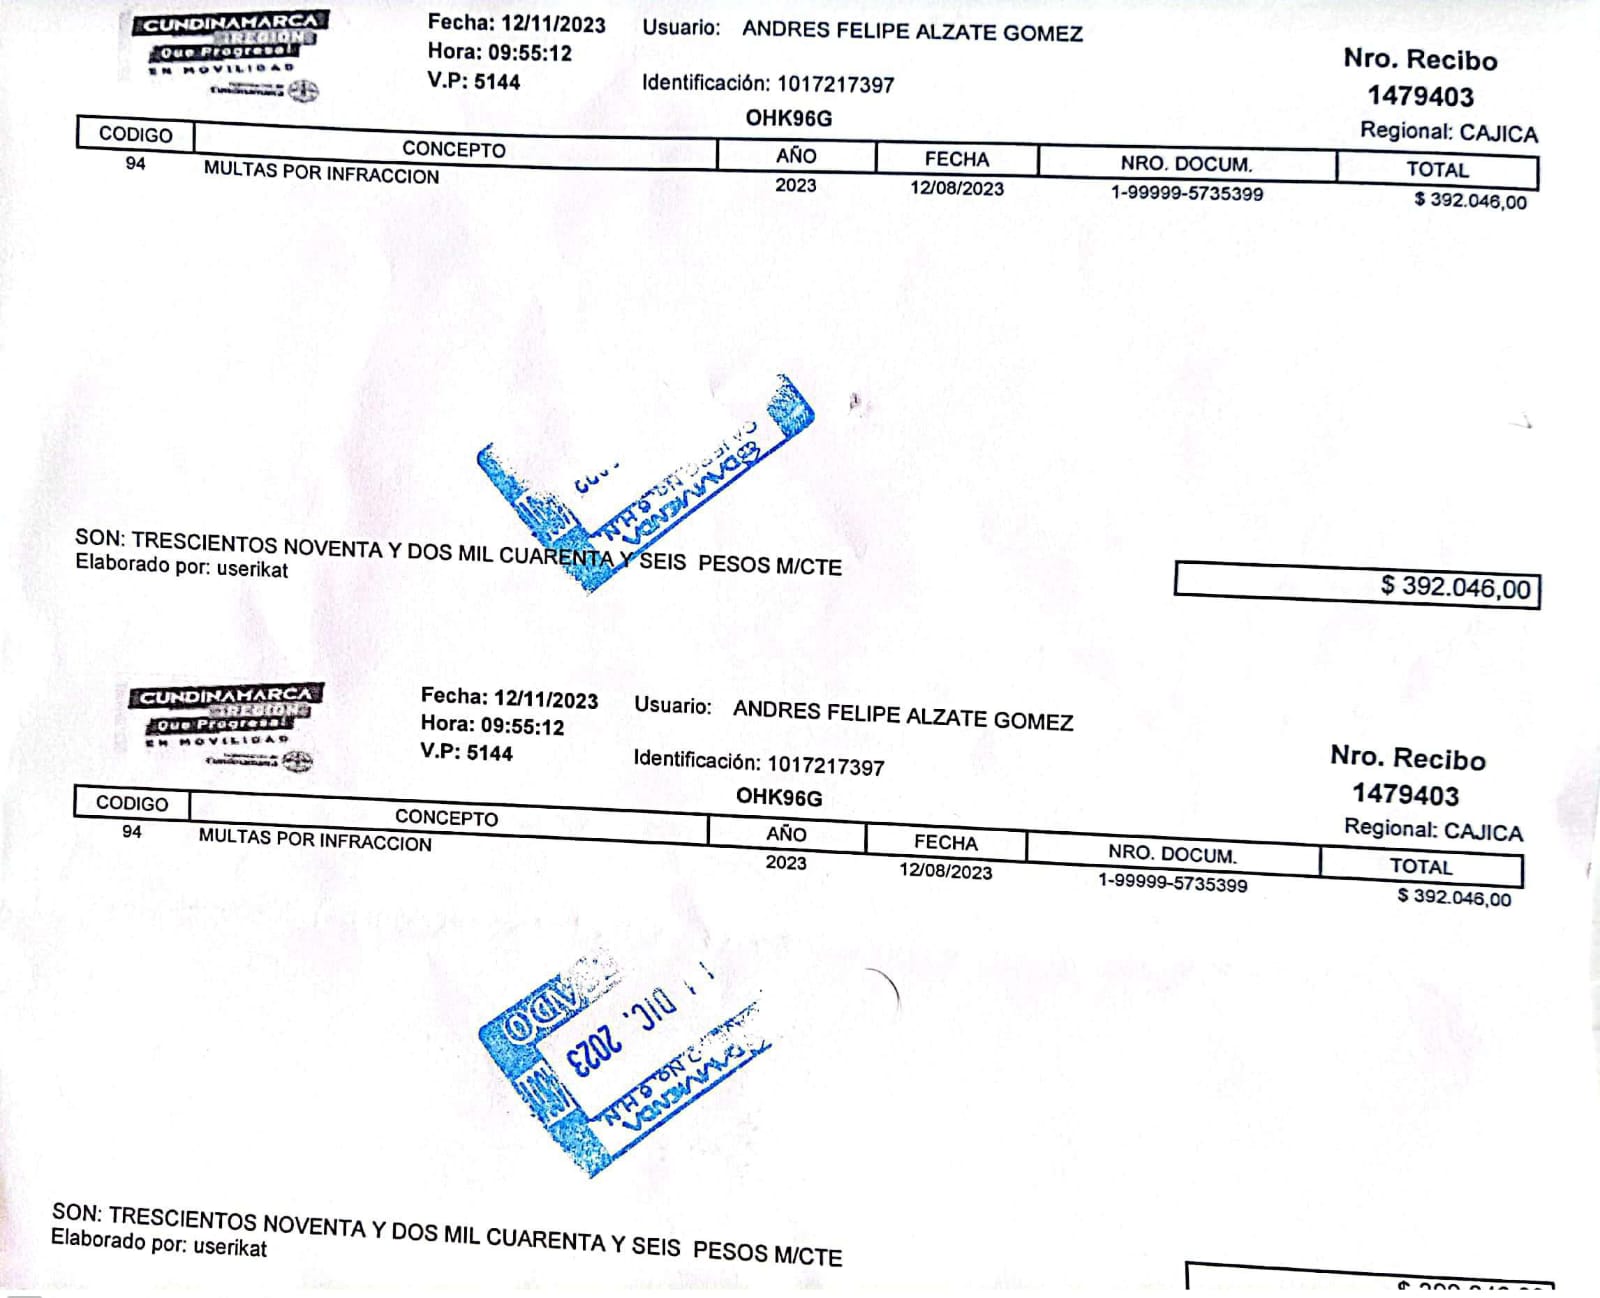 CUNDINAMARCA
¡REGIÓN
Que Progresa!
EN MOVILIDAD
Cundinamarca
Fecha: 12/11/2023
Hora: 09:55:12
V.P: 5144
Usuario: ANDRES FELIPE ALZATE GOMEZ
Identificación: 1017217397
OHK96G
Nro. Recibo
1479403
Regional: CAJICA
CODIGO CONCEPTO AÑO FECHA NRO. DOCUM. TOTAL
94 MULTAS POR INFRACCION 2023 12/08/2023 1-99999-5735399 $ 392.046,00
DAVIVIENDA
SON: TRESCIENTOS NOVENTA Y DOS MIL CUARENTA Y SEIS PESOS M/CTE
Elaborado por: userikat
$ 392.046,00
CUNDINAMARCA
¡REGIÓN
Que Progresa!
EN MOVILIDAD
Cundinamarca
Fecha: 12/11/2023
Hora: 09:55:12
V.P: 5144
Usuario: ANDRES FELIPE ALZATE GOMEZ
Identificación: 1017217397
OHK96G
Nro. Recibo
1479403
Regional: CAJICA
CODIGO CONCEPTO AÑO FECHA NRO. DOCUM. TOTAL
94 MULTAS POR INFRACCION 2023 12/08/2023 1-99999-5735399 $ 392.046,00
DIC. 2023
DAVIVIENDA
SON: TRESCIENTOS NOVENTA Y DOS MIL CUARENTA Y SEIS PESOS M/CTE
Elaborado por: userikat